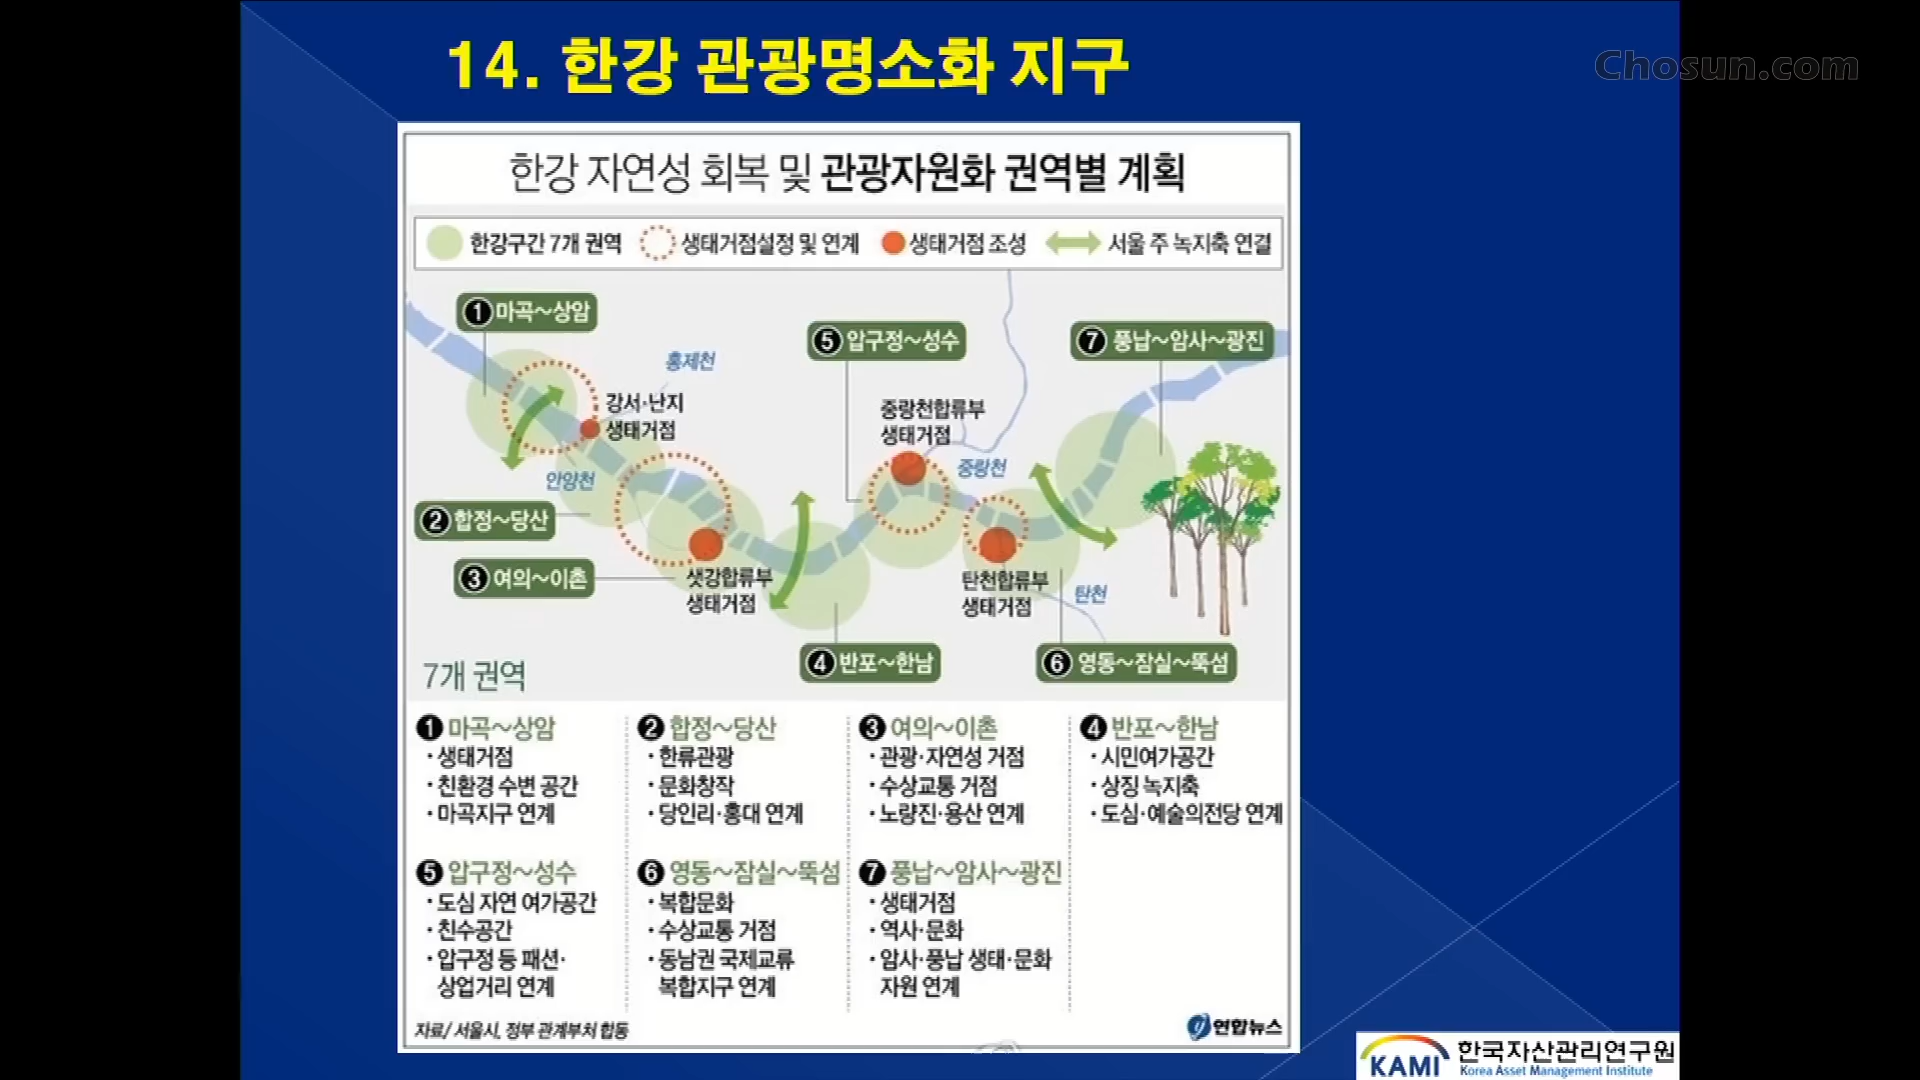 14. 한강 관광명소화 지구
Chosun.com
한강 자연성 회복 및 관광자원화 권역별 계획
한강구간 7개 권역
생태거점설정 및 연계
생태거점 조성
서울 주 녹지축 연결
1 마곡~상암
5 압구정~성수
7 풍납~암사~광진
홍제천
강서·난지
생태거점
중랑천합류부
생태거점
안양천
중랑천
2 합정~당산
3 여의~이촌
샛강합류부
생태거점
탄천합류부
생태거점
탄천
4 반포~한남
6 영동~잠실~뚝섬
7개 권역
1 마곡~상암
·생태거점
·친환경 수변 공간
·마곡지구 연계
2 합정~당산
·한류관광
·문화창작
·당인리·홍대 연계
3 여의~이촌
·관광·자연성 거점
·수상교통 거점
·노량진·용산 연계
4 반포~한남
·시민여가공간
·상징 녹지축
·도심·예술의전당 연계
5 압구정~성수
·도심 자연 여가공간
·친수공간
·압구정 등 패션·
상업거리 연계
6 영동~잠실~뚝섬
·복합문화
·수상교통 거점
·동남권 국제교류
복합지구 연계
7 풍납~암사~광진
·생태거점
·역사·문화
·암사·풍납 생태·문화
자원 연계
자료/ 서울시, 정부 관계부처 합동
연합뉴스
KAMI 한국자산관리연구원
Korea Asset Management Institute